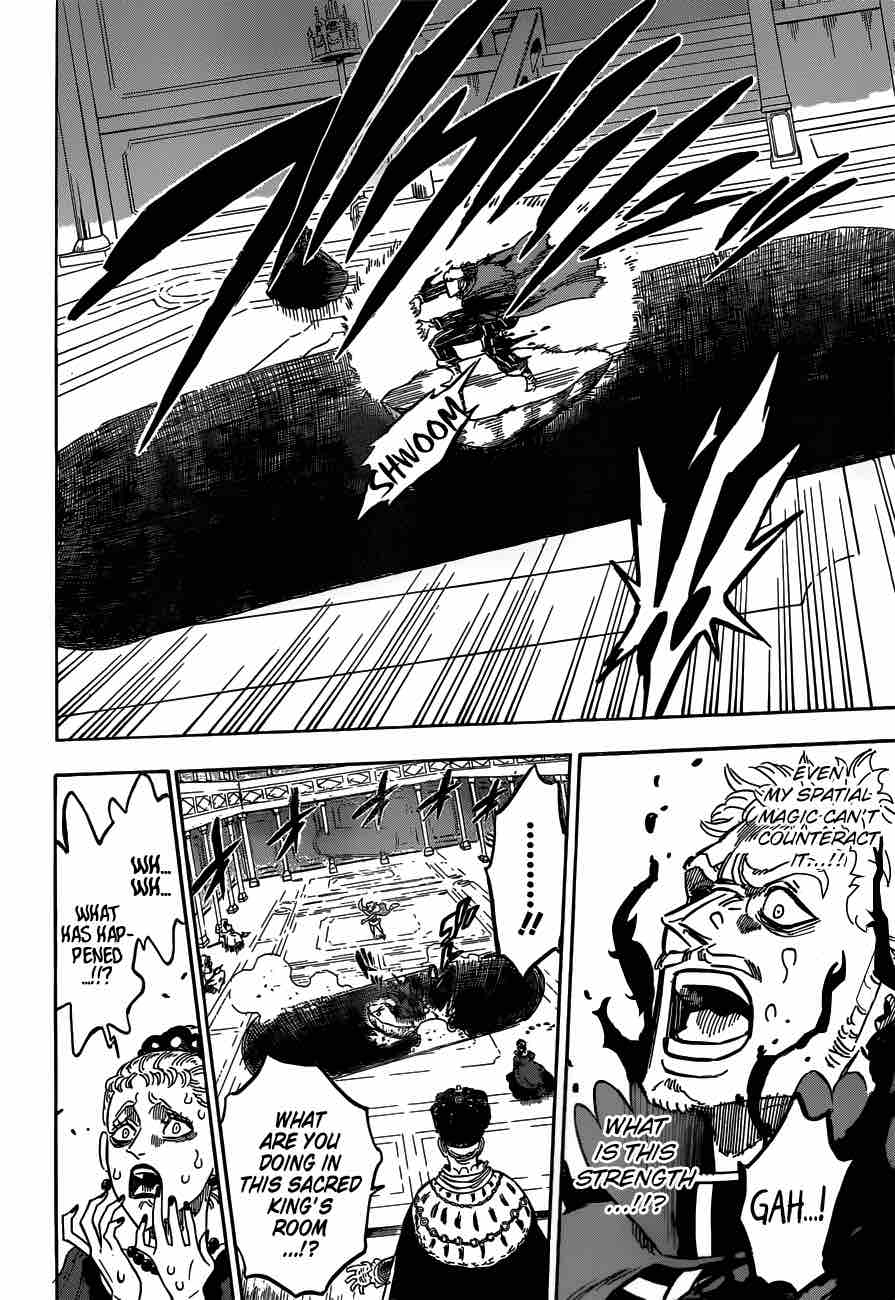 SHWOOM
EVEN
MY SPATIAL
MAGIC CAN'T
COUNTERACT
IT...!!
GAH...!
WHAT
IS THIS
STRENGTH
...!!?
........!!
WHAT
ARE YOU
DOING IN
THIS SACRED
KING'S
ROOM
...!?
WH...
WH...
WHAT
HAS HAP-
PENED
...!!?